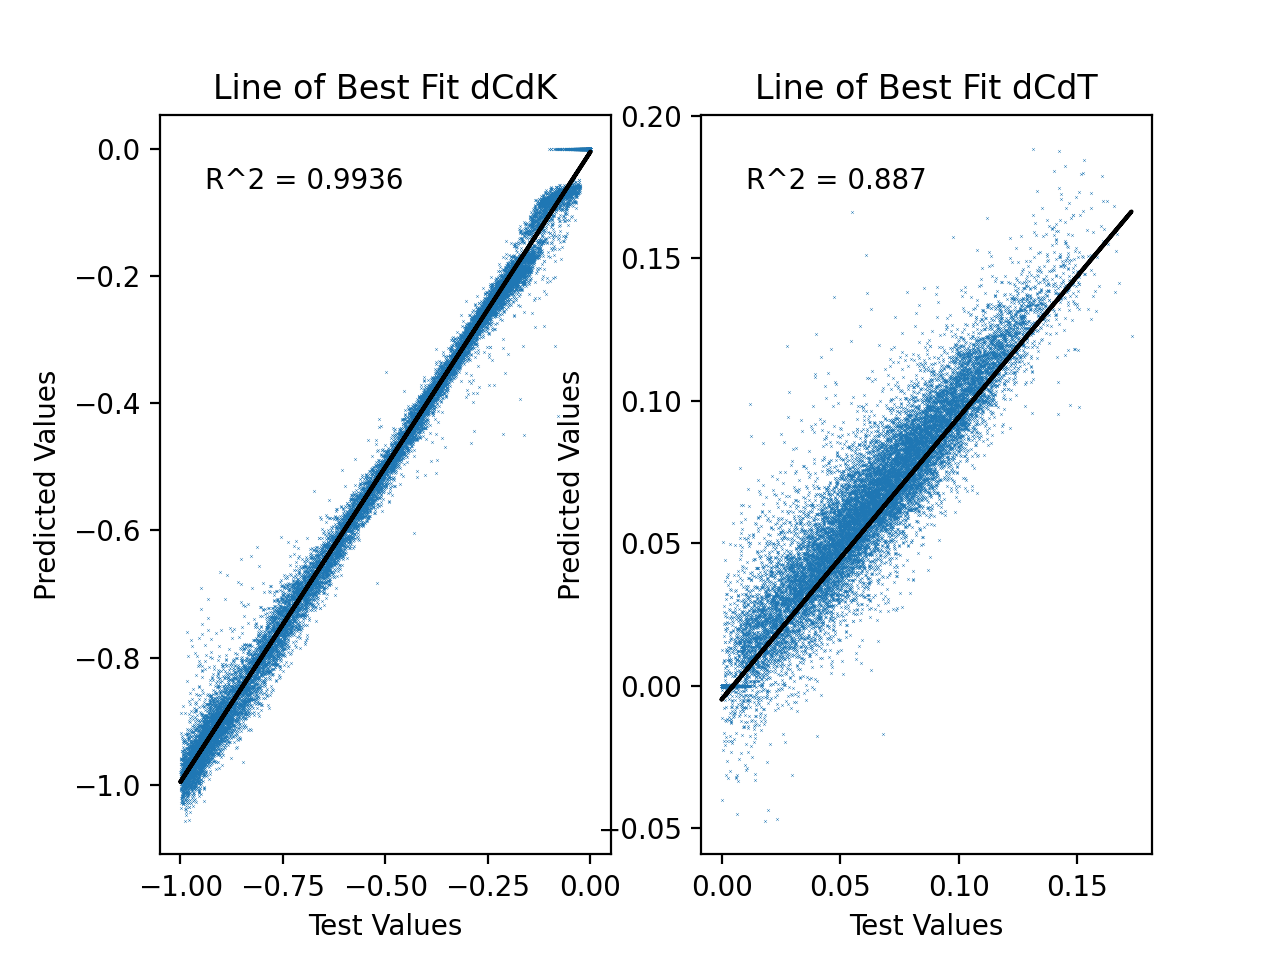 Line of Best Fit dCdK
R^2 = 0.9936
Predicted Values
0.0
−0.2
−0.4
−0.6
−0.8
−1.0
−1.00 −0.75 −0.50 −0.25 0.00
Test Values
Line of Best Fit dCdT
R^2 = 0.887
Predicted Values
0.20
0.15
0.10
0.05
0.00
−0.05
0.00 0.05 0.10 0.15
Test Values